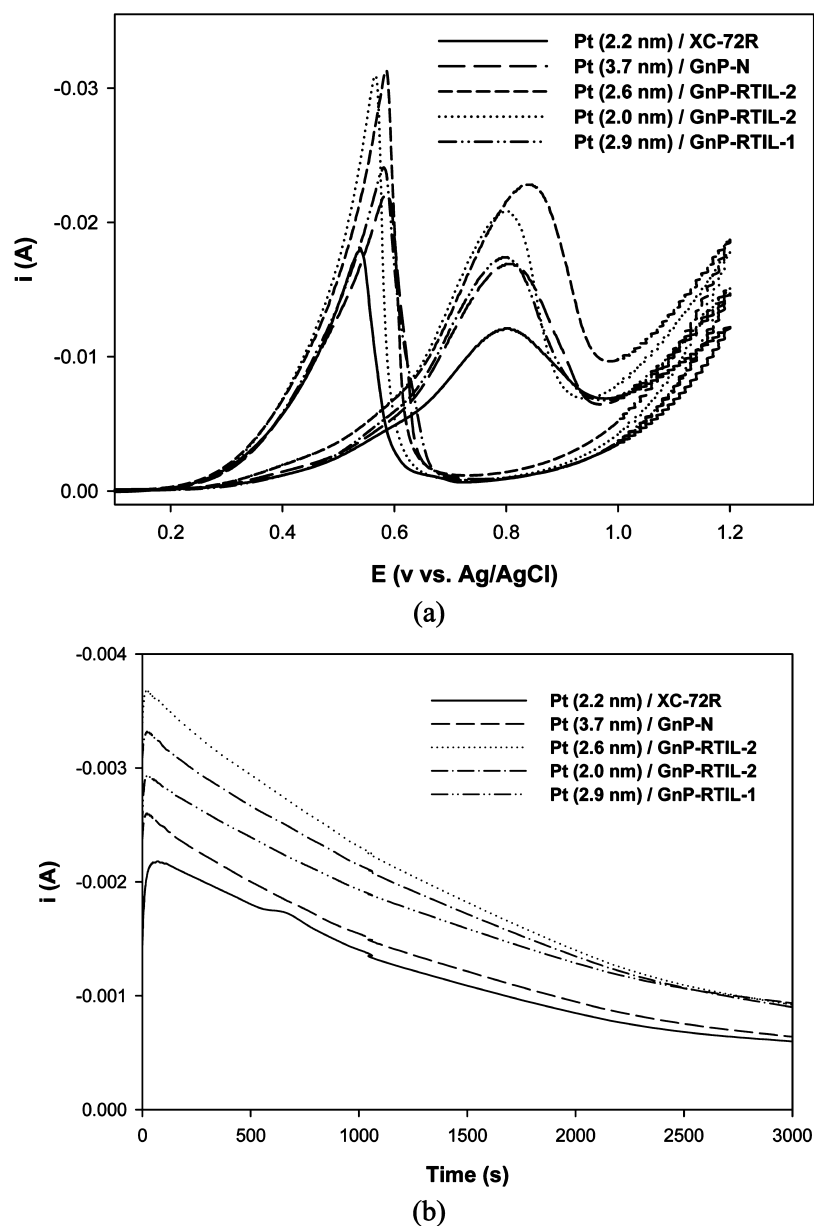 Pt (2.2 nm) / XC-72R
Pt (3.7 nm) / GnP-N
Pt (2.6 nm) / GnP-RTIL-2
Pt (2.0 nm) / GnP-RTIL-2
Pt (2.9 nm) / GnP-RTIL-1
-0.03
-0.02
-0.01
0.00
i (A)
0.2 0.4 0.6 0.8 1.0 1.2
E (v vs. Ag/AgCl)
(a)
-0.004
-0.003
-0.002
-0.001
0.000
i (A)
Pt (2.2 nm) / XC-72R
Pt (3.7 nm) / GnP-N
Pt (2.6 nm) / GnP-RTIL-2
Pt (2.0 nm) / GnP-RTIL-2
Pt (2.9 nm) / GnP-RTIL-1
0 500 1000 1500 2000 2500 3000
Time (s)
(b)